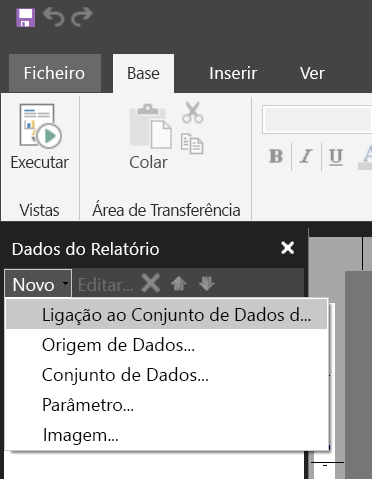 Ficheiro Base Inserir Ver
Executar Colar B I U A
Vistas Área de Transferência
Dados do Relatório
Novo Editar...
Ligação ao Conjunto de Dados d...
Origem de Dados...
Conjunto de Dados...
Parâmetro...
Imagem...